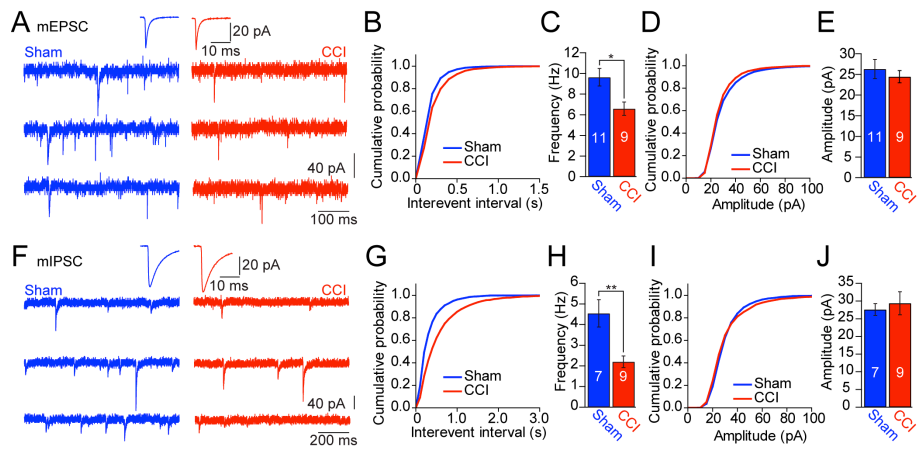 A mEPSC
20 pA
10 ms
Sham
CCI
40 pA
100 ms
B
Cumulative probability
1.0
0.8
0.6
0.4
0.2
0.0
Sham
CCI
0.0 0.5 1.0 1.5
Interevent interval (s)
C
Frequency (Hz)
12
10
8
6
4
2
0
*
11 9
Sham CCI
D
Cumulative probability
1.0
0.8
0.6
0.4
0.2
0.0
Sham
CCI
0 20 40 60 80 100
Amplitude (pA)
E
Amplitude (pA)
30
25
20
15
10
5
0
11 9
Sham CCI
F mIPSC
20 pA
10 ms
Sham
CCI
40 pA
200 ms
G
Cumulative probability
1.0
0.8
0.6
0.4
0.2
0.0
Sham
CCI
0.0 1.0 2.0 3.0
Interevent interval (s)
H
Frequency (Hz)
6
5
4
3
2
1
0
**
7 9
Sham CCI
I
Cumulative probability
1.0
0.8
0.6
0.4
0.2
0.0
Sham
CCI
0 20 40 60 80 100
Amplitude (pA)
J
Amplitude (pA)
35
30
25
20
15
10
5
0
7 9
Sham CCI